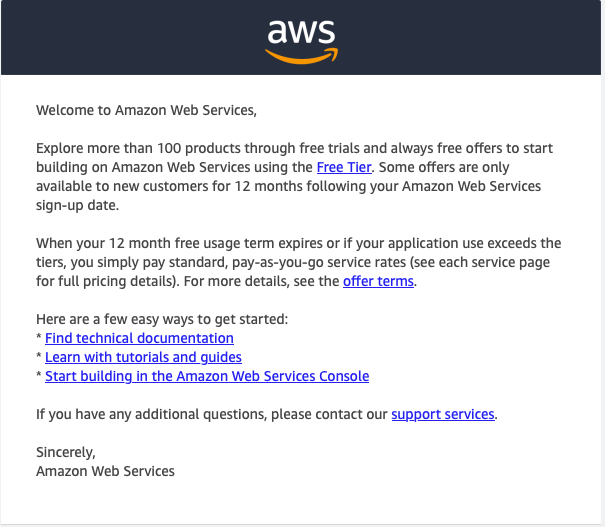 aws
Welcome to Amazon Web Services,
Explore more than 100 products through free trials and always free offers to start
building on Amazon Web Services using the Free Tier. Some offers are only
available to new customers for 12 months following your Amazon Web Services
sign-up date.
When your 12 month free usage term expires or if your application use exceeds the
tiers, you simply pay standard, pay-as-you-go service rates (see each service page
for full pricing details). For more details, see the offer terms.
Here are a few easy ways to get started:
* Find technical documentation
* Learn with tutorials and guides
* Start building in the Amazon Web Services Console
If you have any additional questions, please contact our support services.
Sincerely,
Amazon Web Services